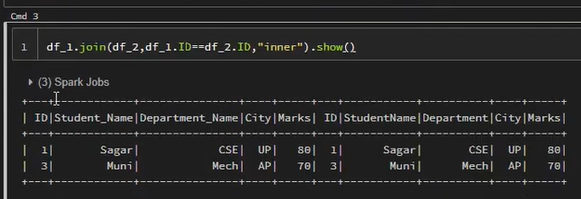 Cmd 3
1 df_1.join(df_2,df_1.ID==df_2.ID,"inner").show()
(3) Spark Jobs
+---+------------+---------------+----+-----+---+-----------+----------+----+-----+
| ID|Student_Name|Department_Name|City|Marks| ID|StudentName|Department|City|Marks|
+---+------------+---------------+----+-----+---+-----------+----------+----+-----+
|  1|       Sagar|            CSE|  UP|   80|  1|      Sagar|       CSE|  UP|   80|
|  3|        Muni|           Mech|  AP|   70|  3|       Muni|      Mech|  AP|   70|
+---+------------+---------------+----+-----+---+-----------+----------+----+-----+